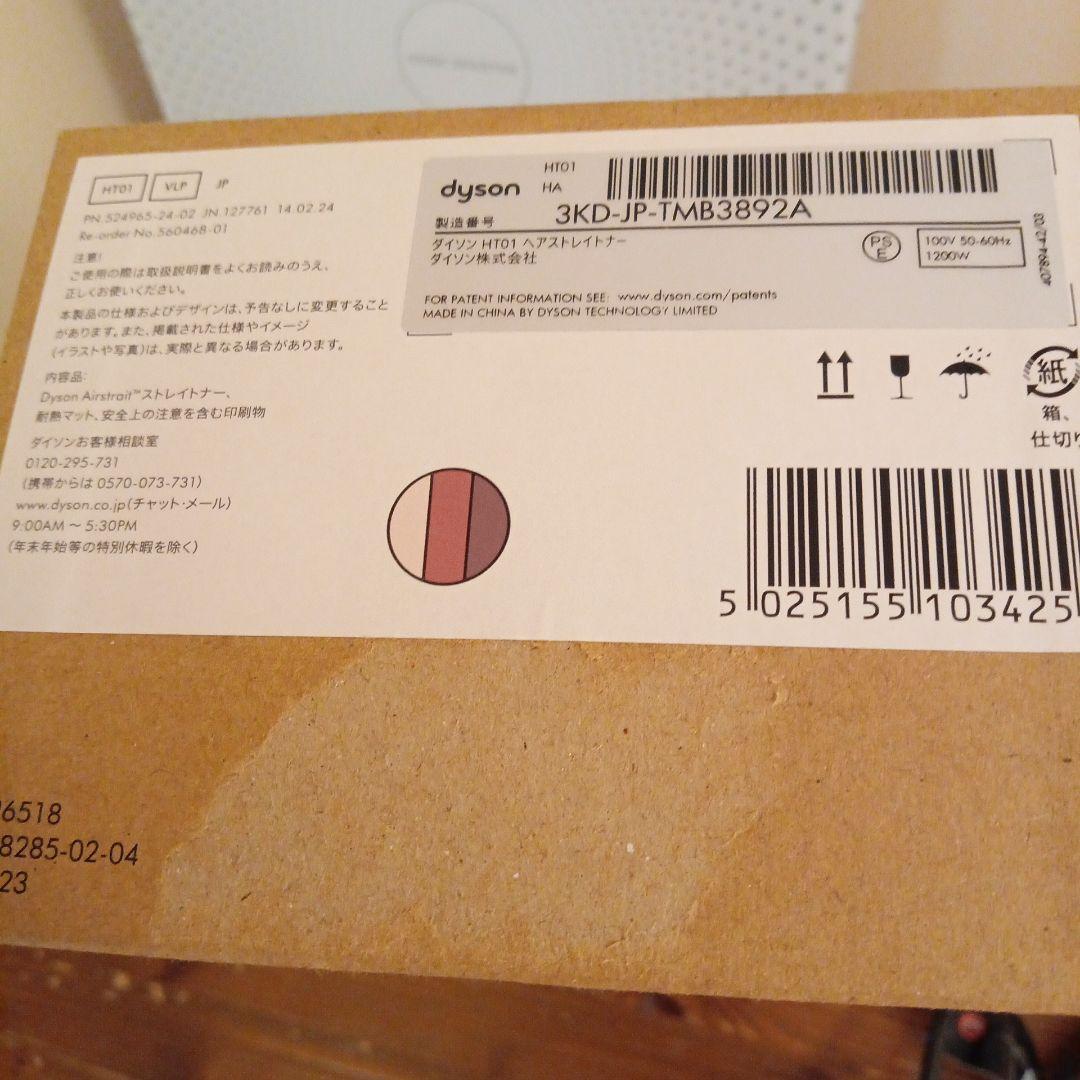 HT01 VLP JP
PN.524965-24-02 JN.127761 14.02.24
Re-order No.560468-01
注意!
ご使用の際は取扱説明書をよくお読みのうえ、
正しくお使いください。
本製品の仕様およびデザインは、予告なしに変更すること
があります。また、掲載された仕様やイメージ
(イラストや写真)は、実際と異なる場合があります。
内容品:
Dyson Airstrait™ストレイトナー、
耐熱マット、安全上の注意を含む印刷物
ダイソンお客様相談室
0120-295-731
(携帯からは 0570-073-731)
www.dyson.co.jp(チャット・メール)
9:00AM ～ 5:30PM
(年末年始等の特別休暇を除く)
dyson
HT01
HA
製造番号
3KD-JP-TMB3892A
ダイソン HT01 ヘアストレイトナー
ダイソン株式会社
PS
E
100V 50-60Hz
1200W
FOR PATENT INFORMATION SEE: www.dyson.com/patents
MADE IN CHINA BY DYSON TECHNOLOGY LIMITED
紙
箱、
仕切り
5 025155 103425
6518
8285-02-04
23